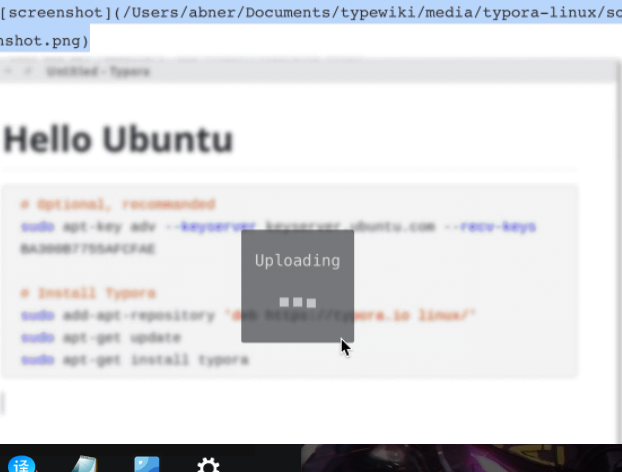 [screenshot](/Users/abner/Documents/typewiki/media/typora-linux/sc
nshot.png)
Untitled - Typora
Hello Ubuntu
# Optional, recommanded
sudo apt-key adv --keyserver keyserver.ubuntu.com --recv-keys
# Install Typora
sudo add-apt-repository 'deb https://typora.io linux/'
sudo apt-get update
sudo apt-get install typora
Uploading
译